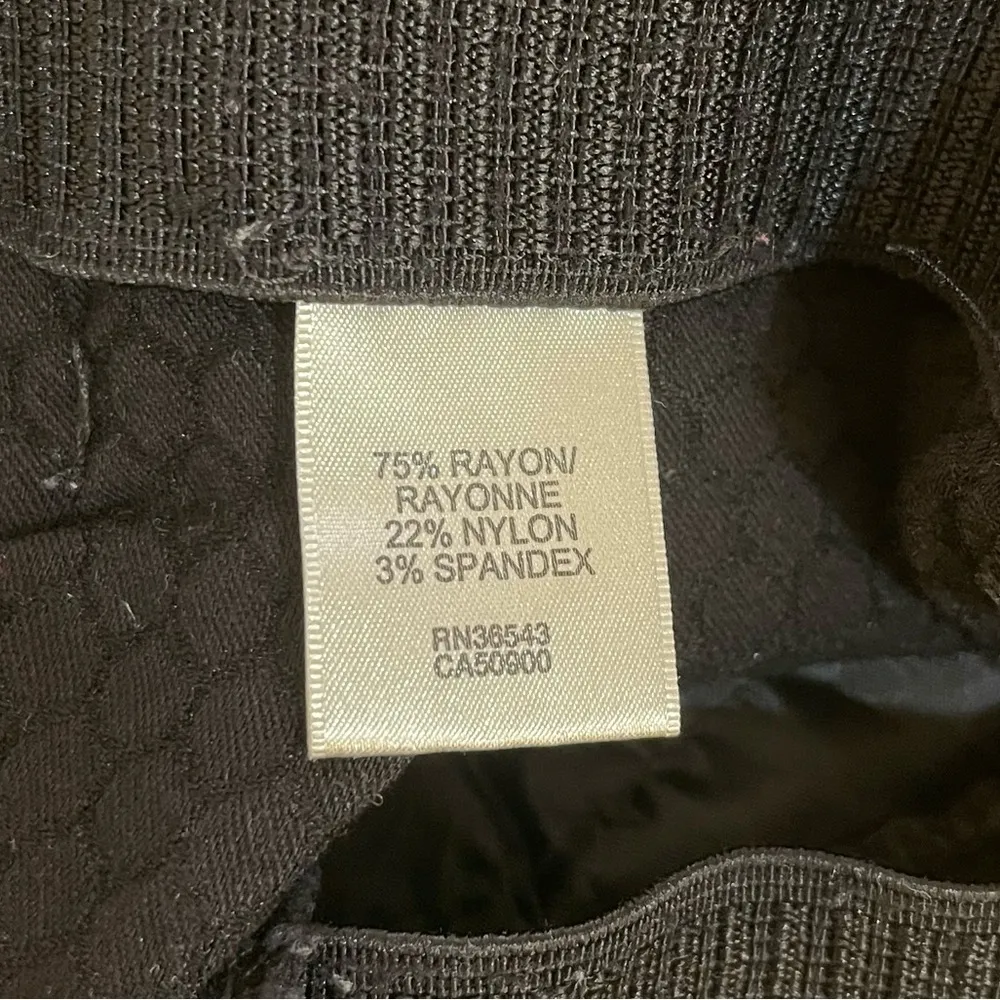 75% RAYON/
RAYONNE
22% NYLON
3% SPANDEX
RN36543
CA50900